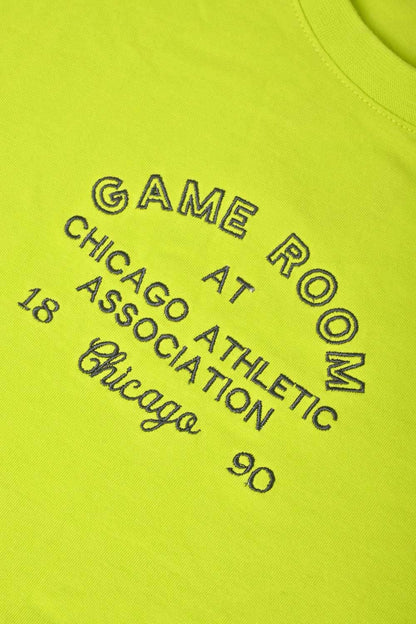 GAME ROOM
AT
CHICAGO ATHLETIC
ASSOCIATION
18 Chicago 90